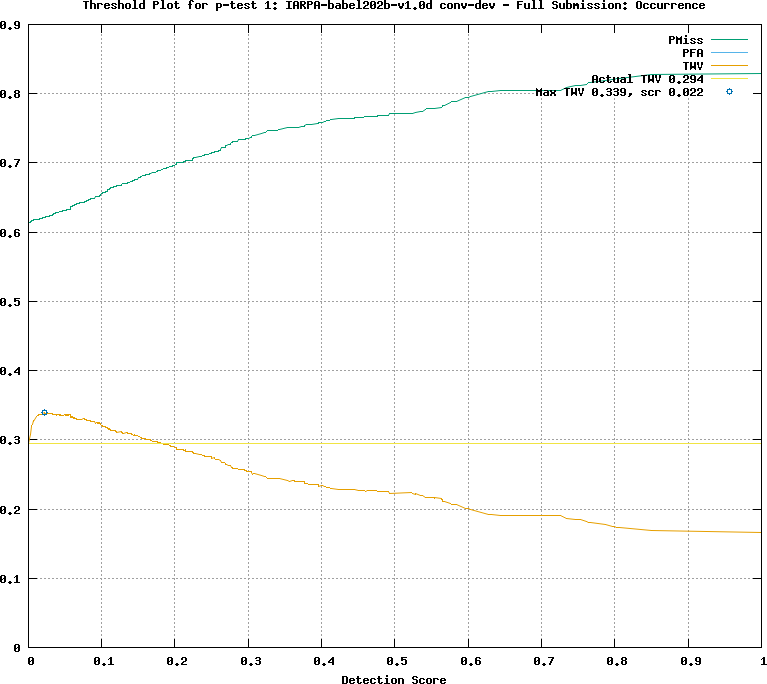 Threshold Plot for p-test 1: IARPA-babel202b-v1.0d conv-dev - Full Submission: Occurrence
0.9
PMiss
PFA
TWV
Actual TWV 0.294
Max TWV 0.339, scr 0.022
0.8
0.7
0.6
0.5
0.4
0.3
0.2
0.1
0
0 0.1 0.2 0.3 0.4 0.5 0.6 0.7 0.8 0.9 1
Detection Score